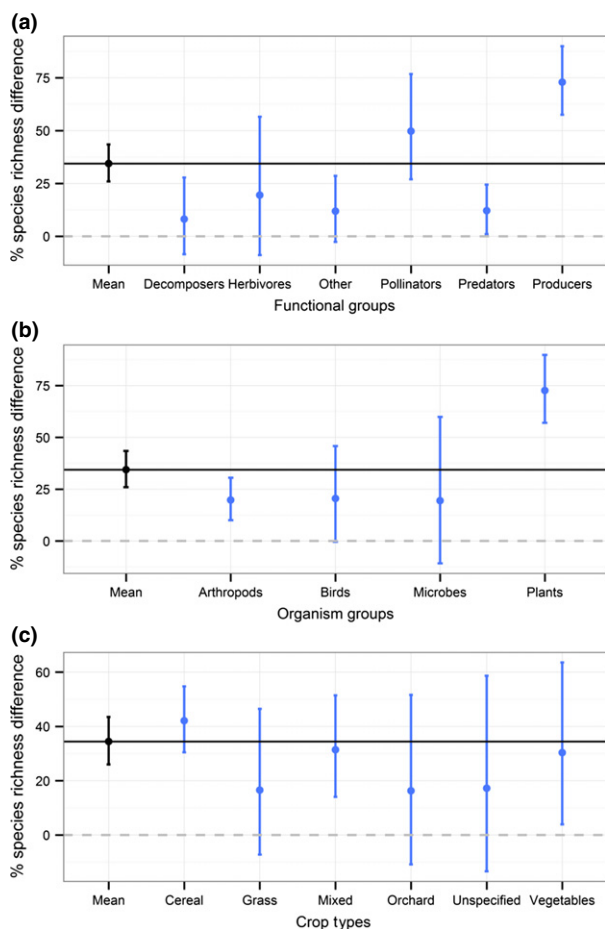 (a)
% species richness difference
75
50
25
0
Mean Decomposers Herbivores Other Pollinators Predators Producers
Functional groups
(b)
% species richness difference
75
50
25
0
Mean Arthropods Birds Microbes Plants
Organism groups
(c)
% species richness difference
60
40
20
0
Mean Cereal Grass Mixed Orchard Unspecified Vegetables
Crop types